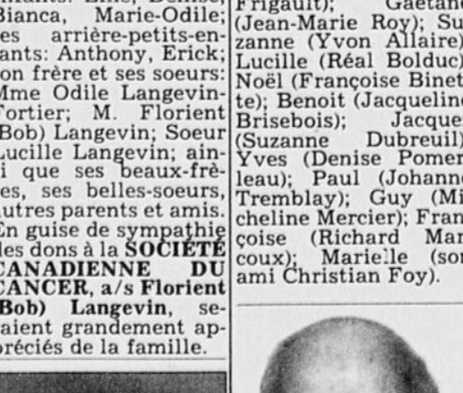 Bianca, Marie-Odile;
es arrière-petits-en-
ants: Anthony, Erick;
on frère et ses soeurs:
Mme Odile Langevin-
Fortier; M. Florient
(Bob) Langevin; Soeur
Lucille Langevin; ain-
i que ses beaux-frè-
es, ses belles-soeurs,
autres parents et amis.
En guise de sympathie
des dons à la SOCIÉTÉ
CANADIENNE DU
CANCER, a/s Florient
(Bob) Langevin, se-
aient grandement ap-
préciés de la famille.
Frigault); Gaétane
(Jean-Marie Roy); Su-
zanne (Yvon Allaire)
Lucille (Réal Bolduc)
Noël (Françoise Binet-
te); Benoit (Jacqueline
Brisebois); Jacques
(Suzanne Dubreuil)
Yves (Denise Pomer-
leau); Paul (Johanne
Tremblay); Guy (Mi-
cheline Mercier); Fran-
çoise (Richard Mar-
coux); Marielle (son
ami Christian Foy).